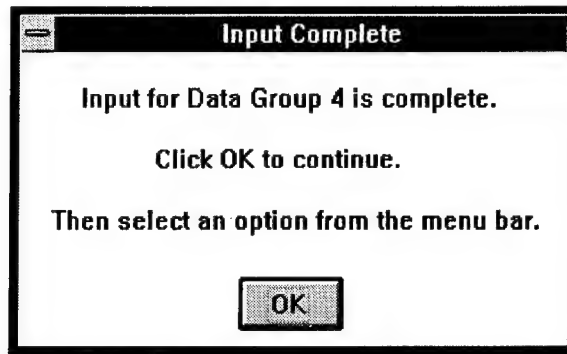 Input Complete
Input for Data Group 4 is complete.
Click OK to continue.
Then select an option from the menu bar.
OK